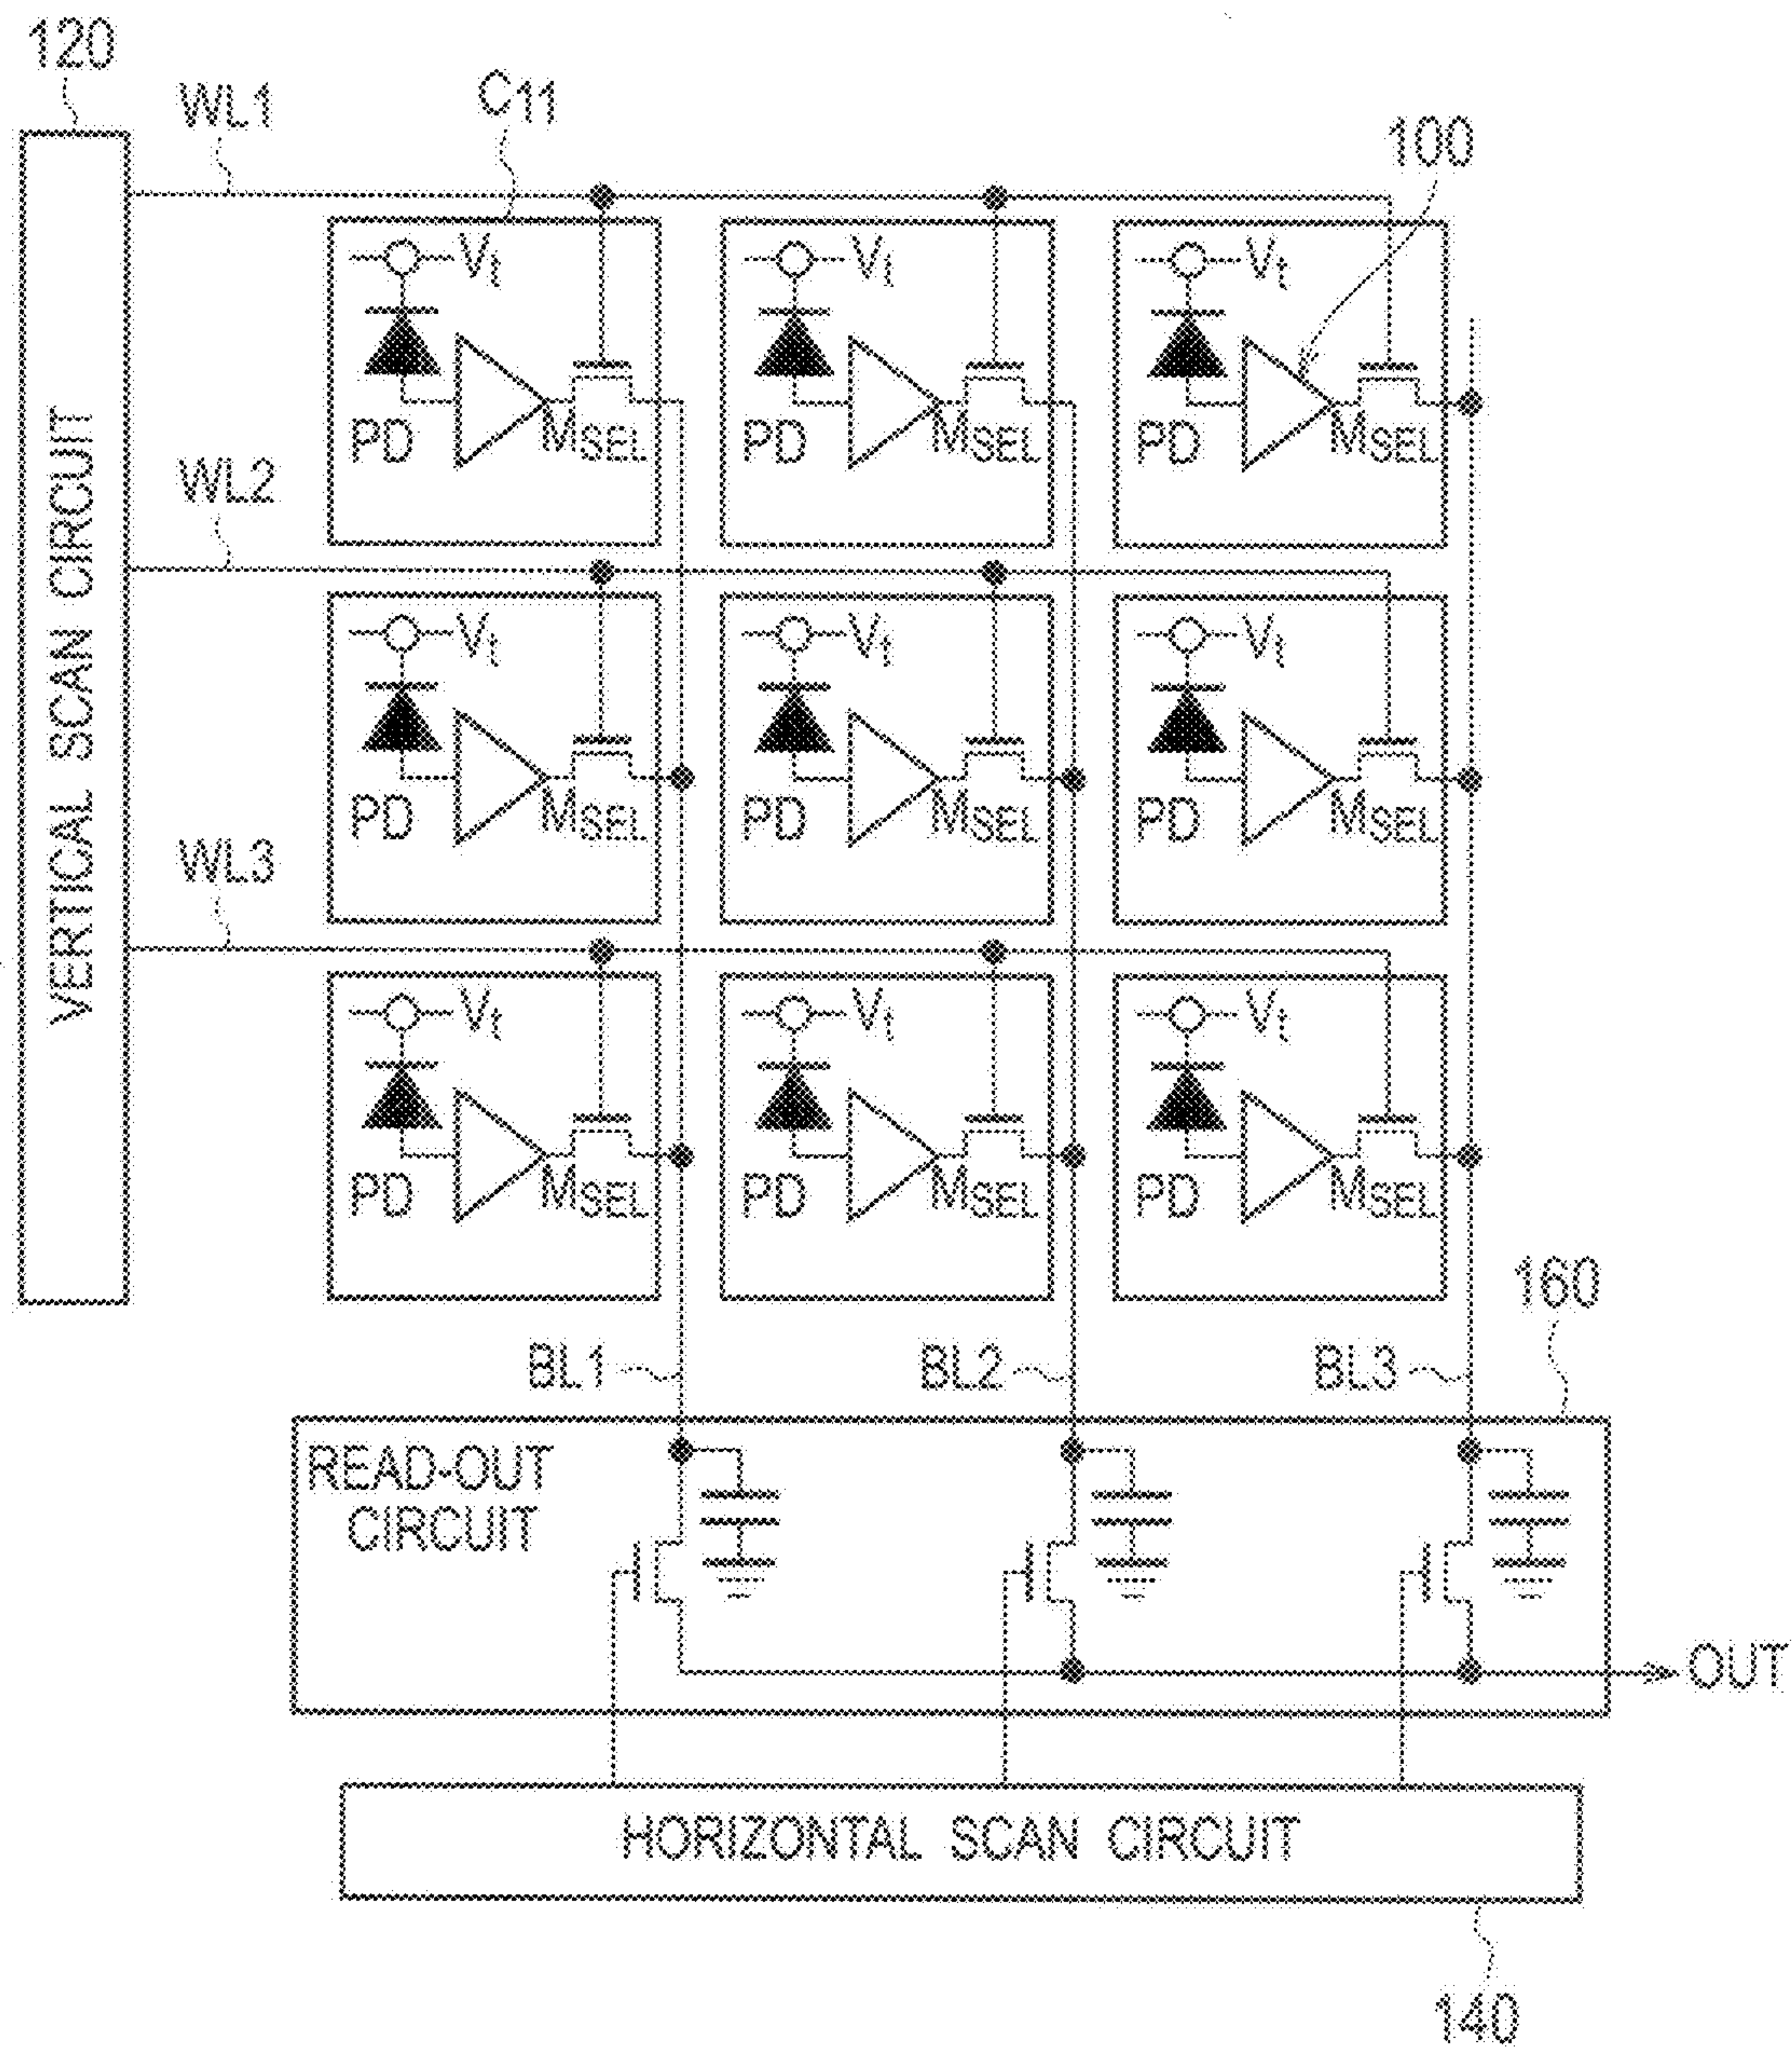 120
WL1
C11
100
Vt Vt Vt
PD MSEL PD MSEL PD MSEL
WL2
Vt Vt Vt
PD MSEL PD MSEL PD MSEL
WL3
Vt Vt Vt
PD MSEL PD MSEL PD MSEL
VERTICAL SCAN CIRCUIT
160
BL1 BL2 BL3
READ-OUT
CIRCUIT
OUT
HORIZONTAL SCAN CIRCUIT
140